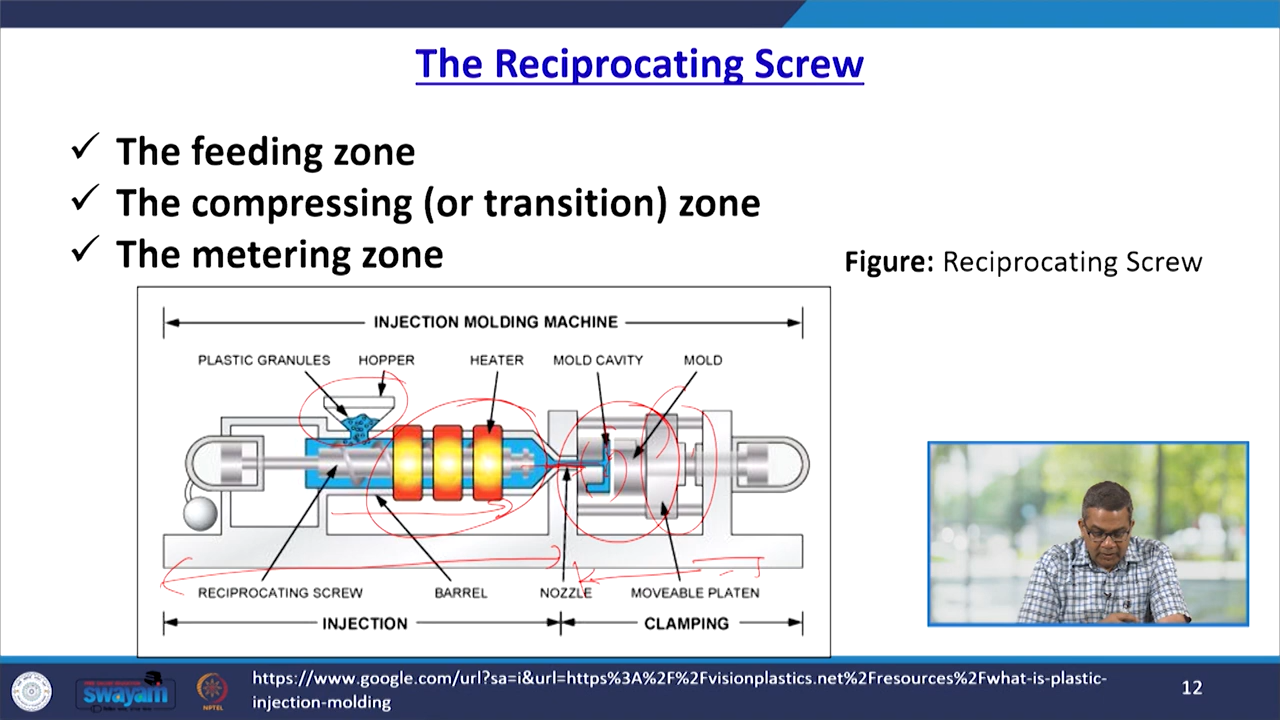 The Reciprocating Screw
✓ The feeding zone
✓ The compressing (or transition) zone
✓ The metering zone
Figure: Reciprocating Screw
INJECTION MOLDING MACHINE
PLASTIC GRANULES HOPPER HEATER MOLD CAVITY MOLD
RECIPROCATING SCREW BARREL NOZZLE MOVEABLE PLATEN
INJECTION CLAMPING
swayam
NPTEL
https://www.google.com/url?sa=i&url=https%3A%2F%2Fvisionplastics.net%2Fresources%2Fwhat-is-plastic-
injection-molding
12